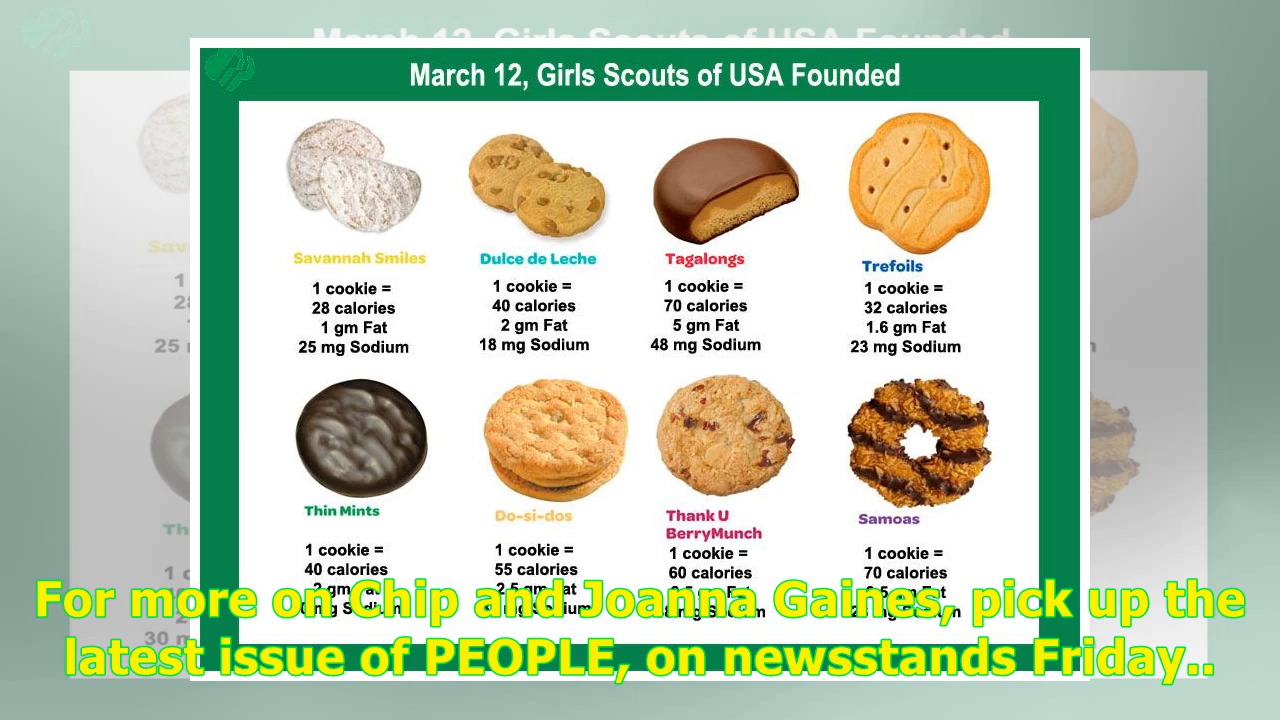 March 12, Girls Scouts of USA Founded
Savannah Smiles
1 cookie =
28 calories
1 gm Fat
25 mg Sodium
Dulce de Leche
1 cookie =
40 calories
2 gm Fat
18 mg Sodium
Tagalongs
1 cookie =
70 calories
5 gm Fat
48 mg Sodium
Trefoils
1 cookie =
32 calories
1.6 gm Fat
23 mg Sodium
Thin Mints
1 cookie =
40 calories
Do-si-dos
1 cookie =
55 calories
Thank U
BerryMunch
1 cookie =
60 calories
Samoas
1 cookie =
70 calories
For more on Chip and Joanna Gaines, pick up the
latest issue of PEOPLE, on newsstands Friday..